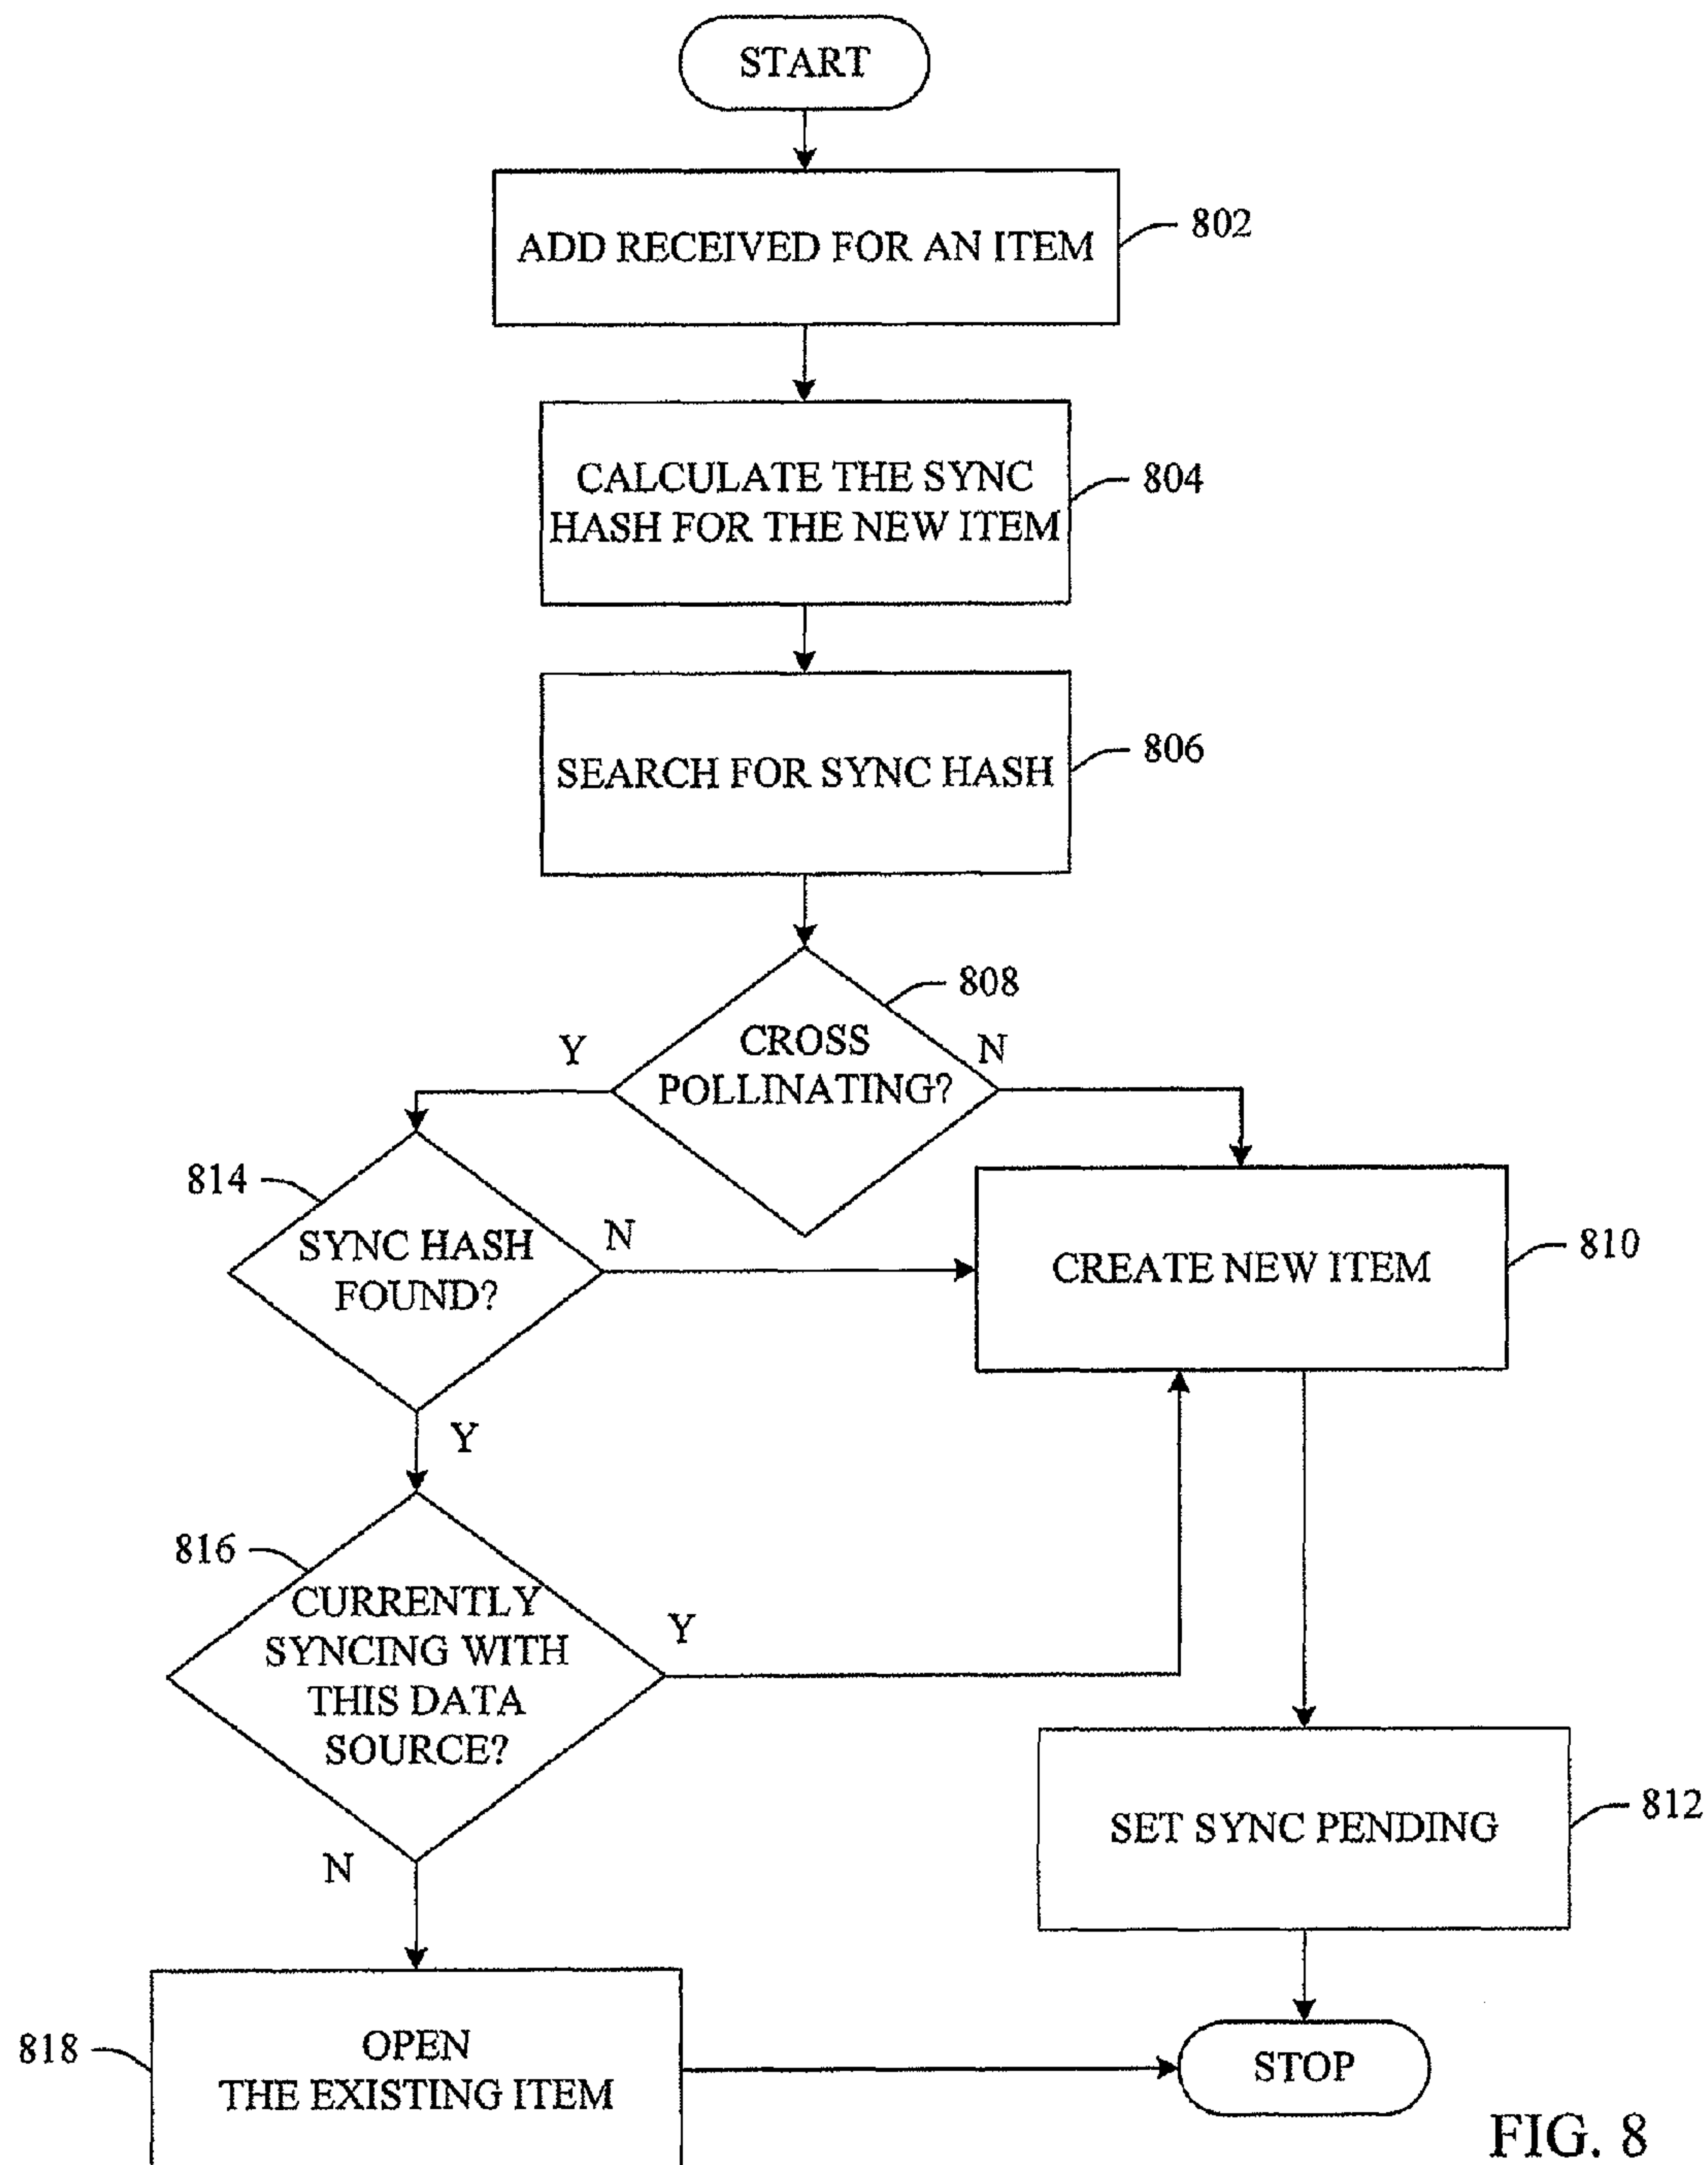 START
ADD RECEIVED FOR AN ITEM
802
CALCULATE THE SYNC
HASH FOR THE NEW ITEM
804
SEARCH FOR SYNC HASH
806
808
CROSS
POLLINATING?
Y
N
814
SYNC HASH
FOUND?
N
Y
CREATE NEW ITEM
810
816
CURRENTLY
SYNCING WITH
THIS DATA
SOURCE?
Y
N
SET SYNC PENDING
812
818
OPEN
THE EXISTING ITEM
STOP
FIG. 8